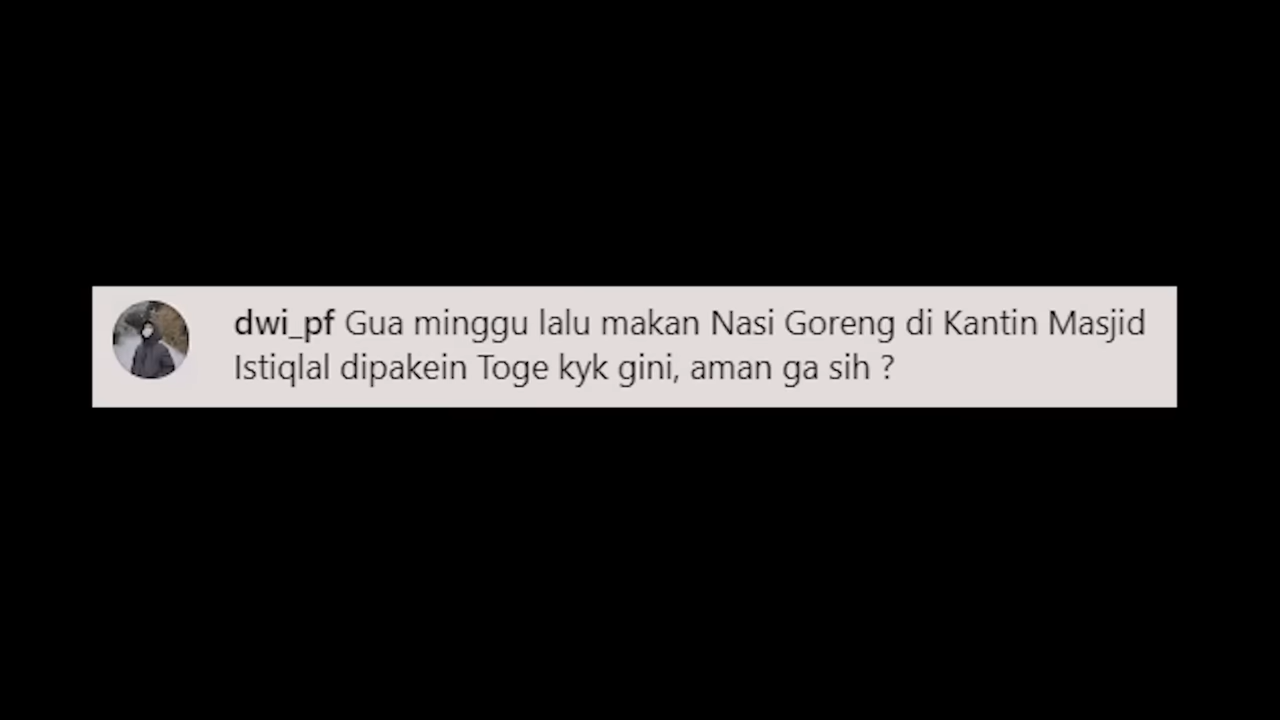 dwi_pf Gua minggu lalu makan Nasi Goreng di Kantin Masjid
Istiqlal dipakein Toge kyk gini, aman ga sih ?